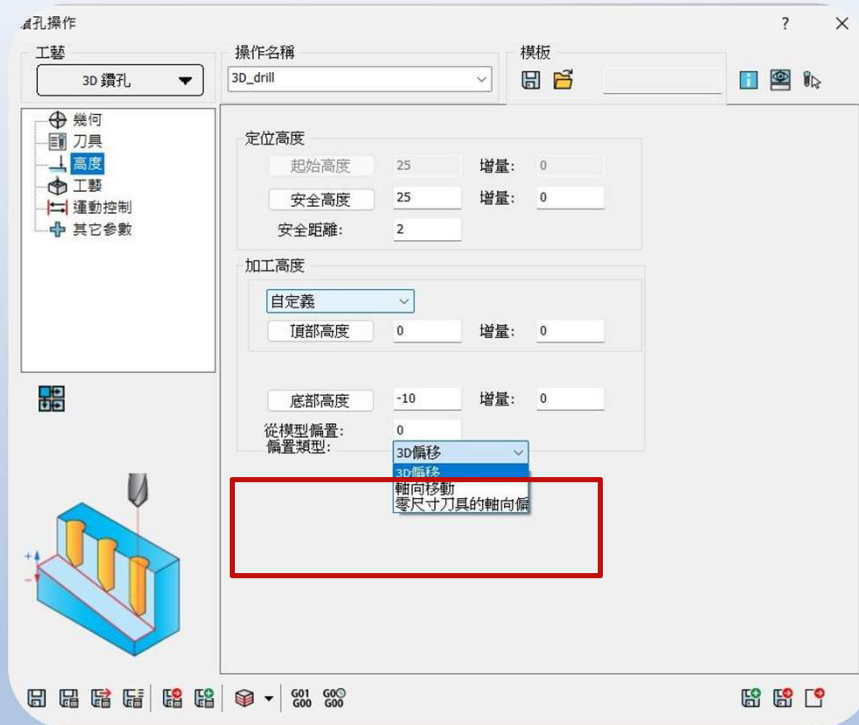 鑽孔操作
?
工藝
操作名稱
模板
3D 鑽孔
3D_drill
幾何
刀具
高度
工藝
運動控制
其它參數
定位高度
起始高度 25 增量: 0
安全高度 25 增量: 0
安全距離: 2
加工高度
自定義
頂部高度 0 增量: 0
底部高度 -10 增量: 0
從模型偏置: 0
偏置類型: 3D偏移
3D偏移
軸向移動
零尺寸刀具的軸向偏
+
-
G01 G00
G00 G00